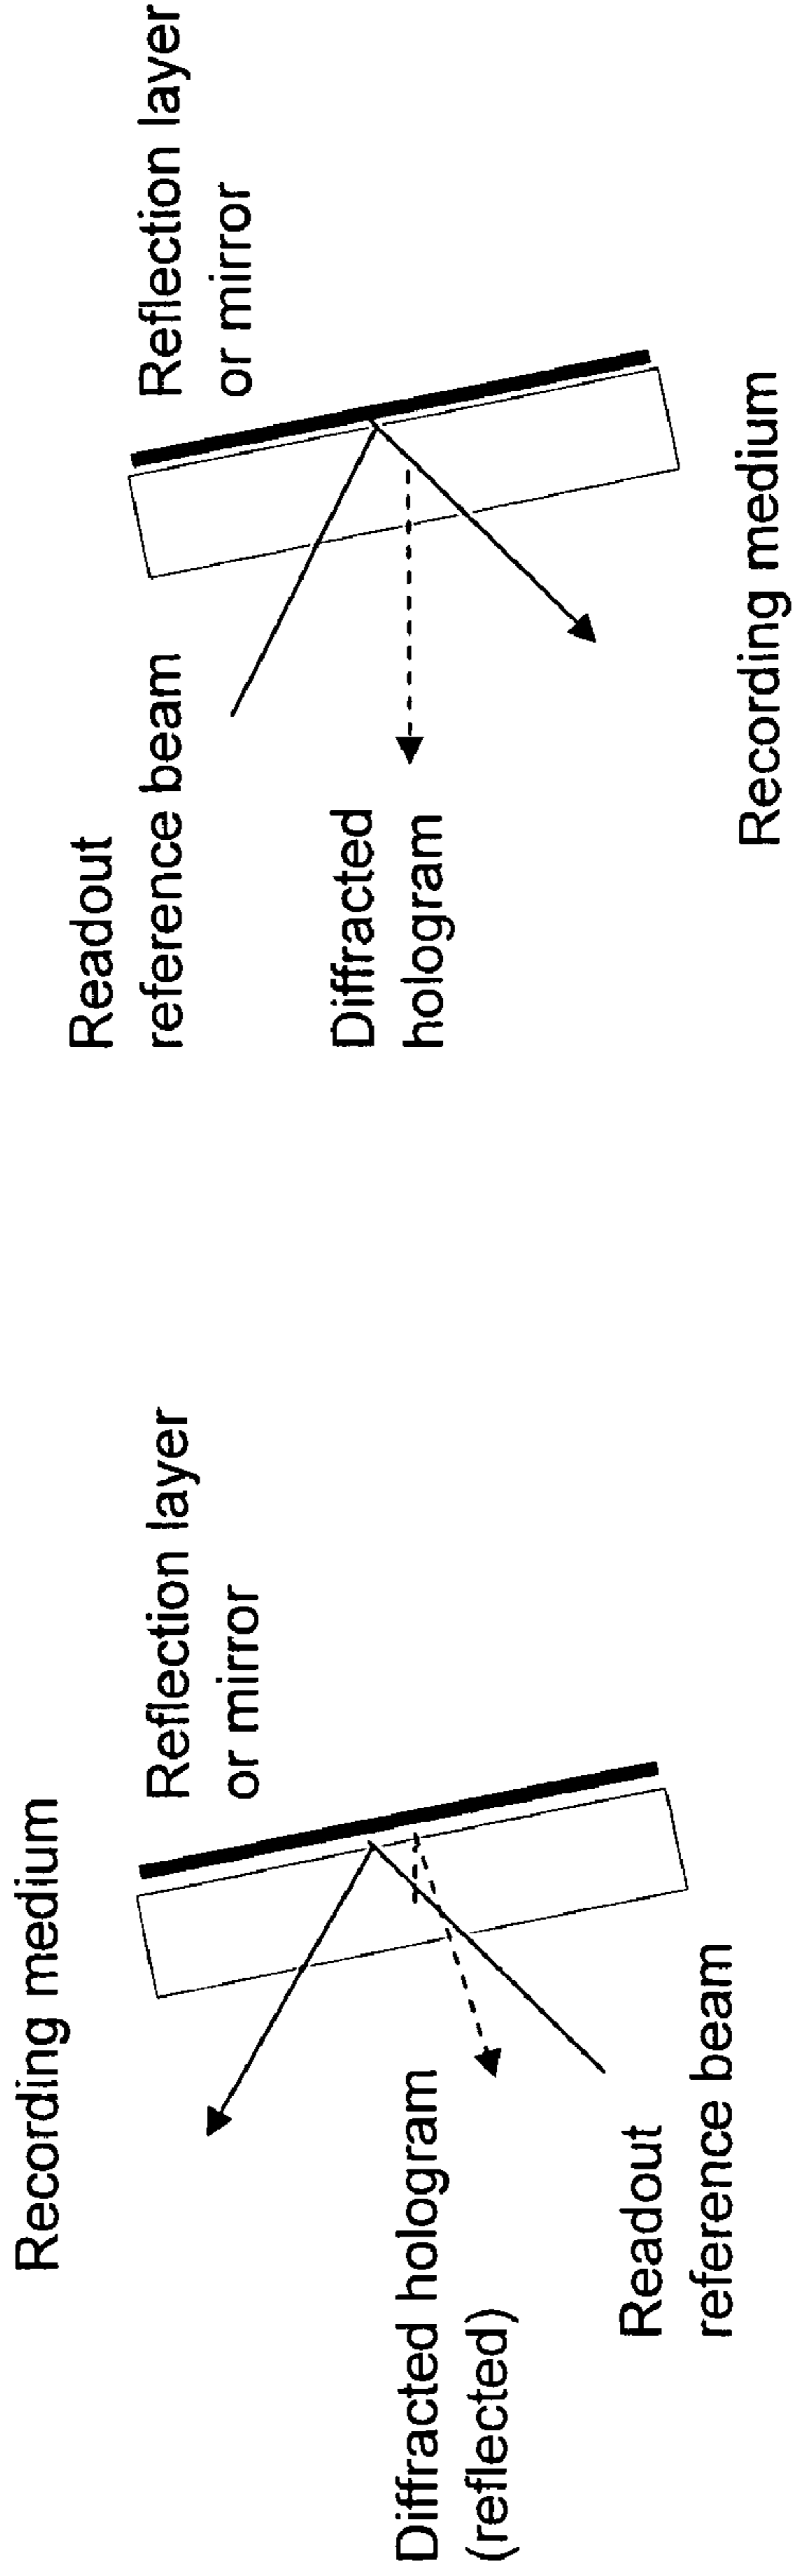 Recording medium
Reflection layer
or mirror
Diffracted hologram
(reflected)
Readout
reference beam
Readout
reference beam
Reflection layer
or mirror
Diffracted
hologram
Recording medium